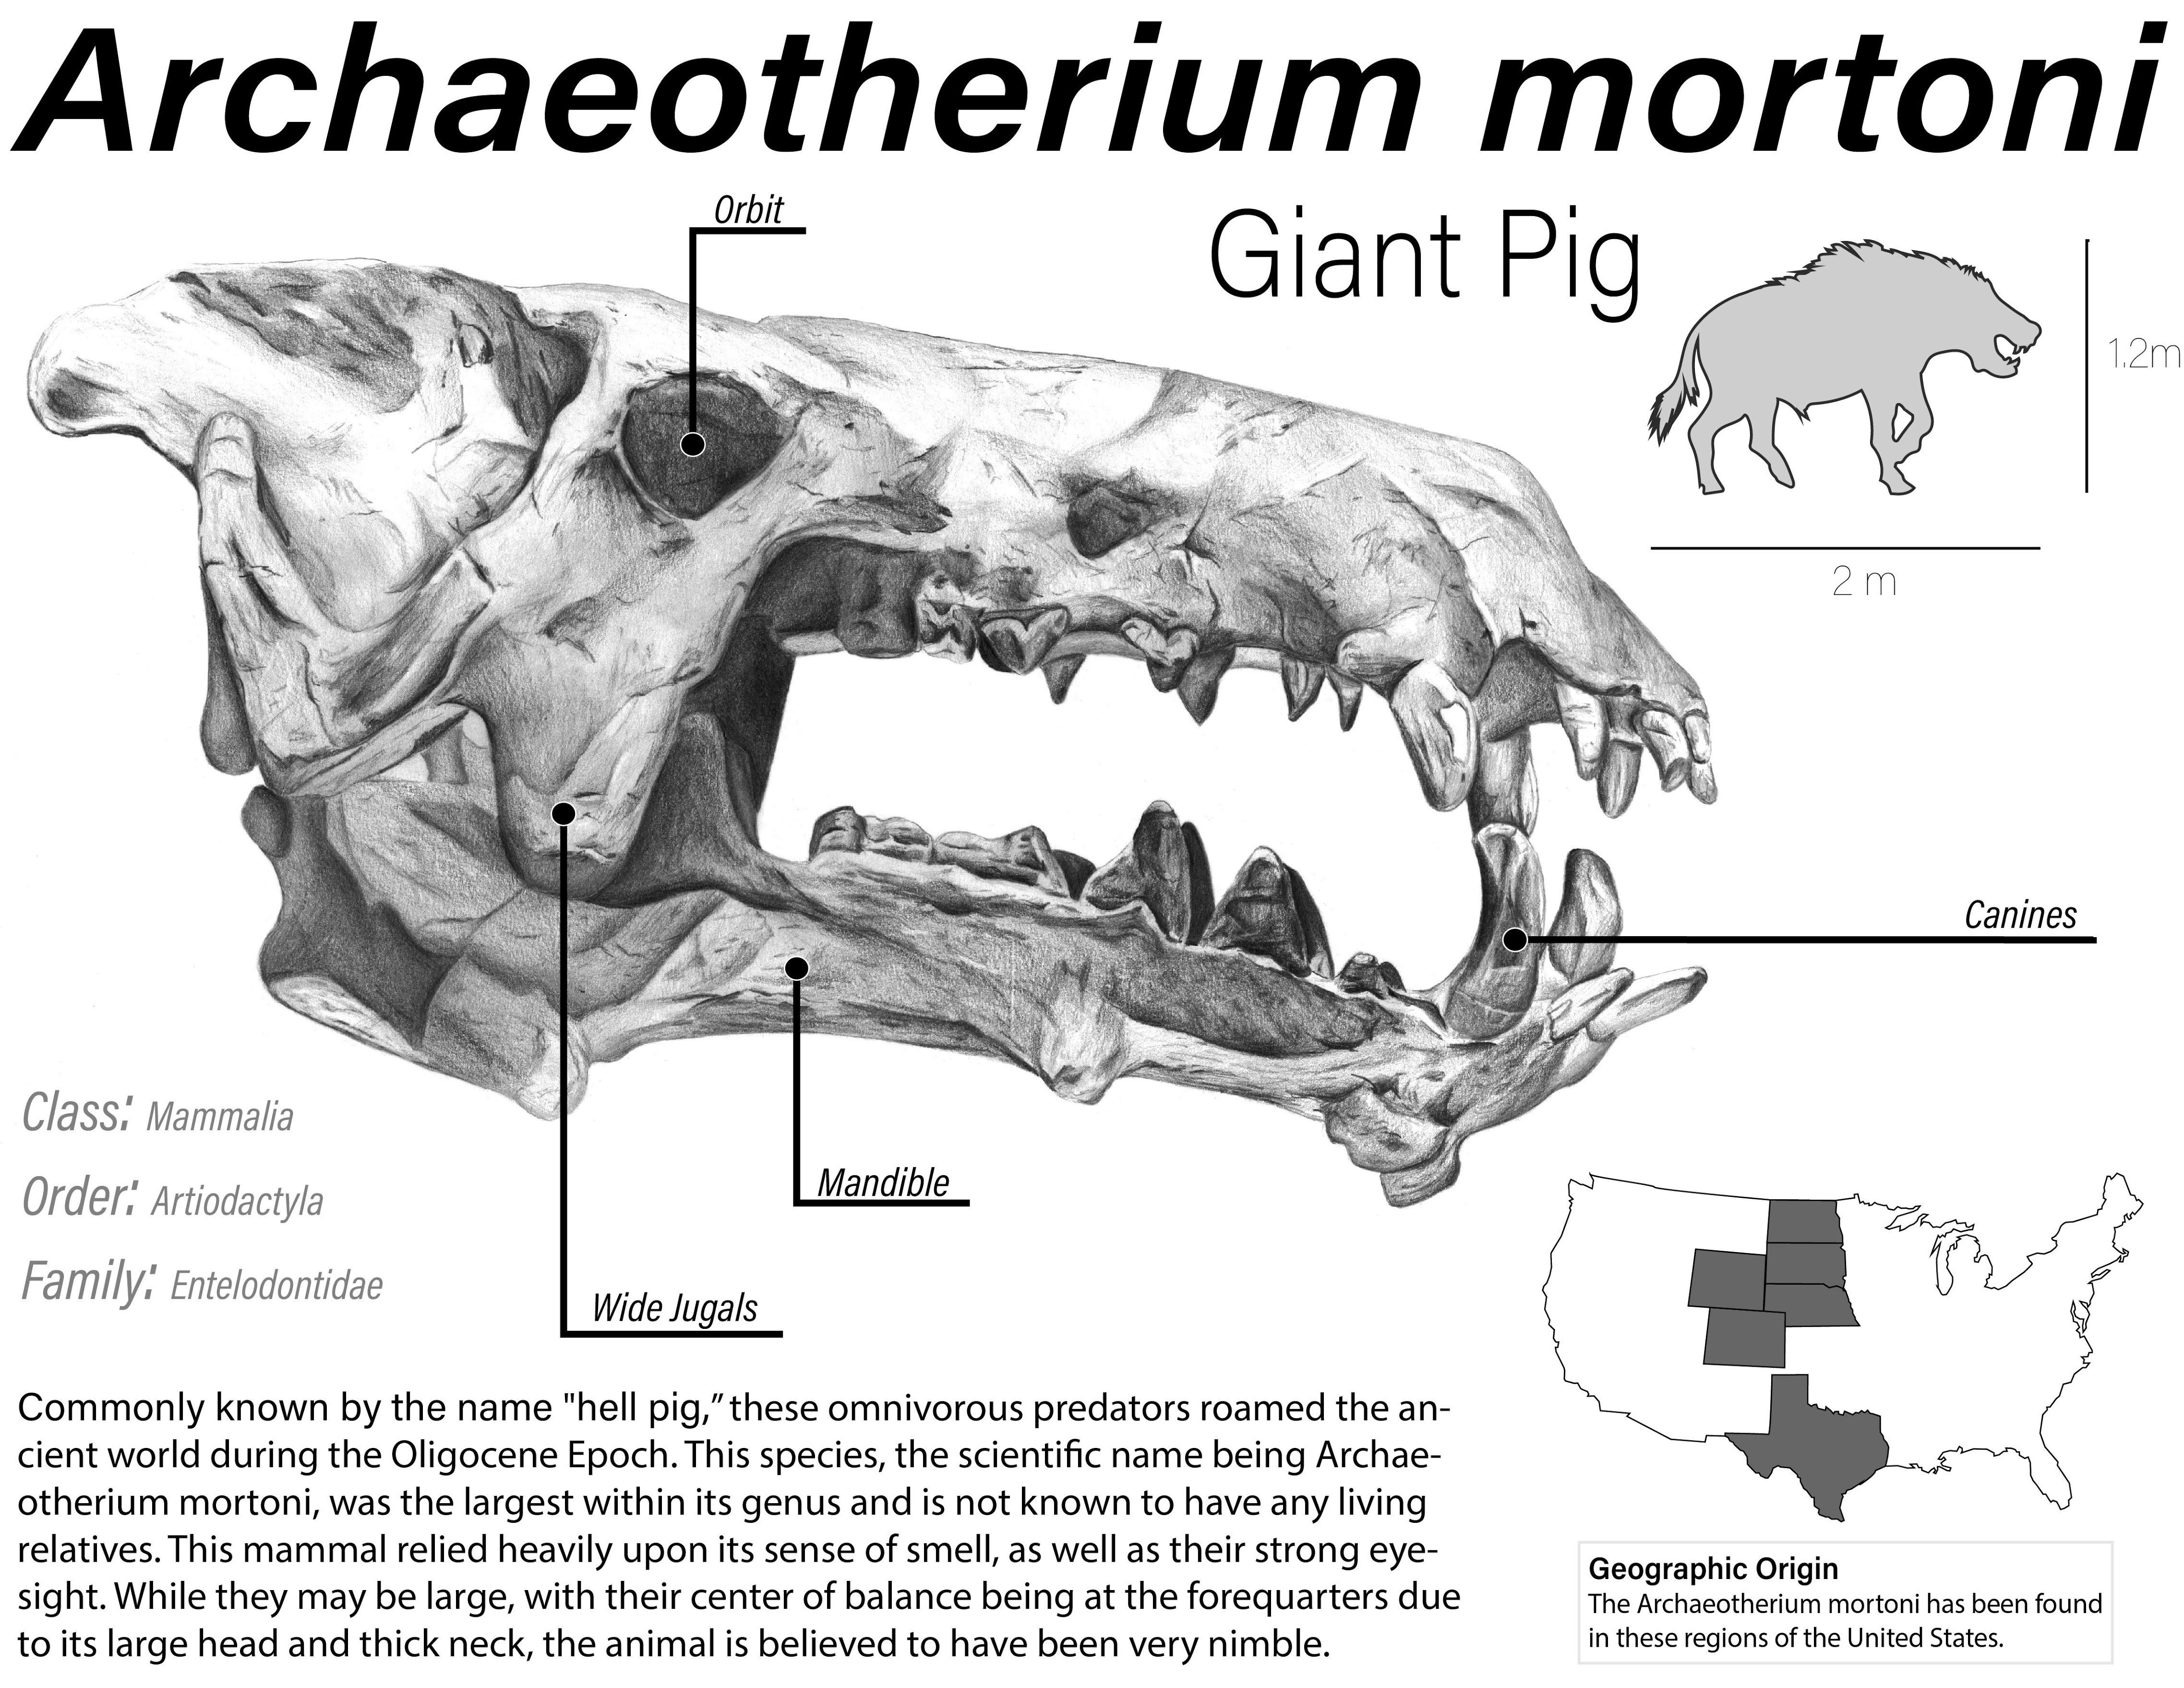 Archaeotherium mortoni
Orbit
Giant Pig
1.2m
2 m
Canines
Class: Mammalia
Order: Artiodactyla
Family: Entelodontidae
Mandible
Wide Jugals
Commonly known by the name "hell pig,” these omnivorous predators roamed the an-
cient world during the Oligocene Epoch. This species, the scientific name being Archae-
otherium mortoni, was the largest within its genus and is not known to have any living
relatives. This mammal relied heavily upon its sense of smell, as well as their strong eye-
sight. While they may be large, with their center of balance being at the forequarters due
to its large head and thick neck, the animal is believed to have been very nimble.
Geographic Origin
The Archaeotherium mortoni has been found
in these regions of the United States.